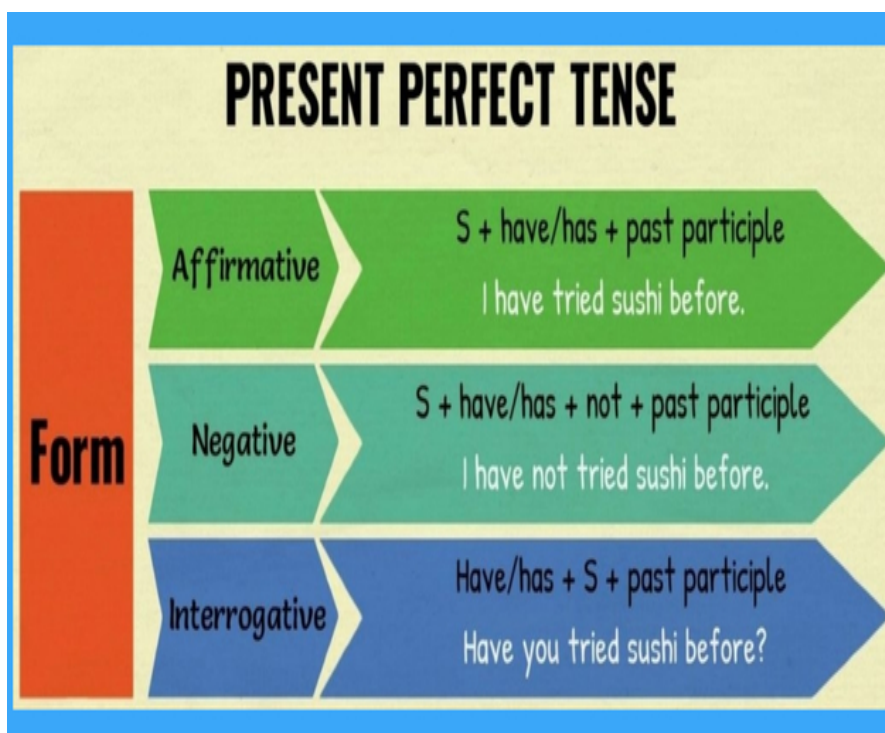 PRESENT PERFECT TENSE
Form
Affirmative
S + have/has + past participle
I have tried sushi before.
Negative
S + have/has + not + past participle
I have not tried sushi before.
Interrogative
Have/has + S + past participle
Have you tried sushi before?